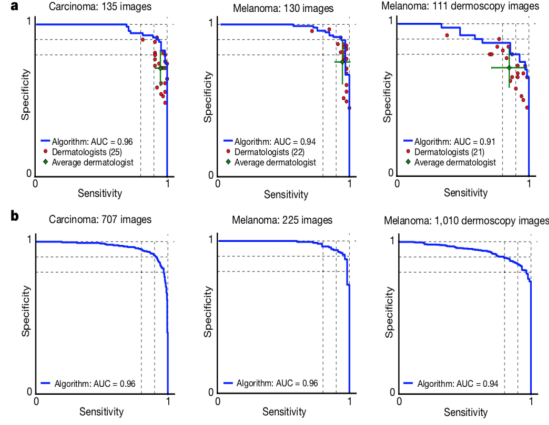 a
Carcinoma: 135 images
1
Specificity
Algorithm: AUC = 0.96
Dermatologists (25)
Average dermatologist
0
0
1
Sensitivity
Melanoma: 130 images
1
Specificity
Algorithm: AUC = 0.94
Dermatologists (22)
Average dermatologist
0
0
1
Sensitivity
Melanoma: 111 dermoscopy images
1
Specificity
Algorithm: AUC = 0.91
Dermatologists (21)
Average dermatologist
0
0
1
Sensitivity
b
Carcinoma: 707 images
1
Specificity
Algorithm: AUC = 0.96
0
0
1
Sensitivity
Melanoma: 225 images
1
Specificity
Algorithm: AUC = 0.96
0
0
1
Sensitivity
Melanoma: 1,010 dermoscopy images
1
Specificity
Algorithm: AUC = 0.94
0
0
1
Sensitivity